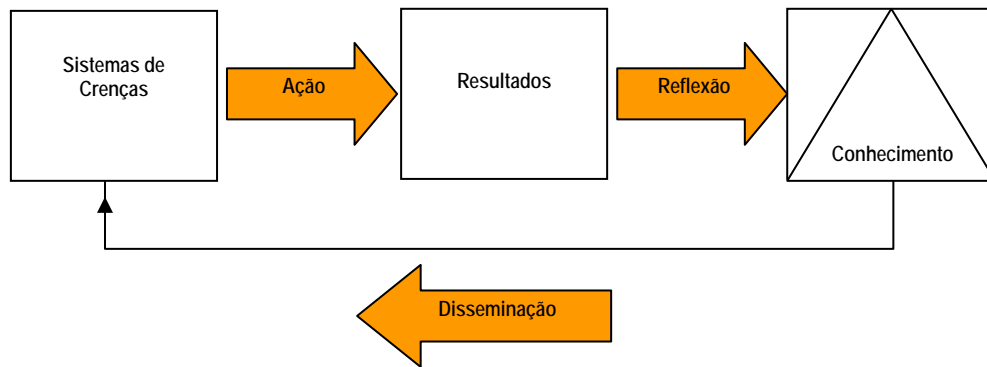 Sistemas de
Crenças
Ação
Resultados
Reflexão
Conhecimento
Disseminação